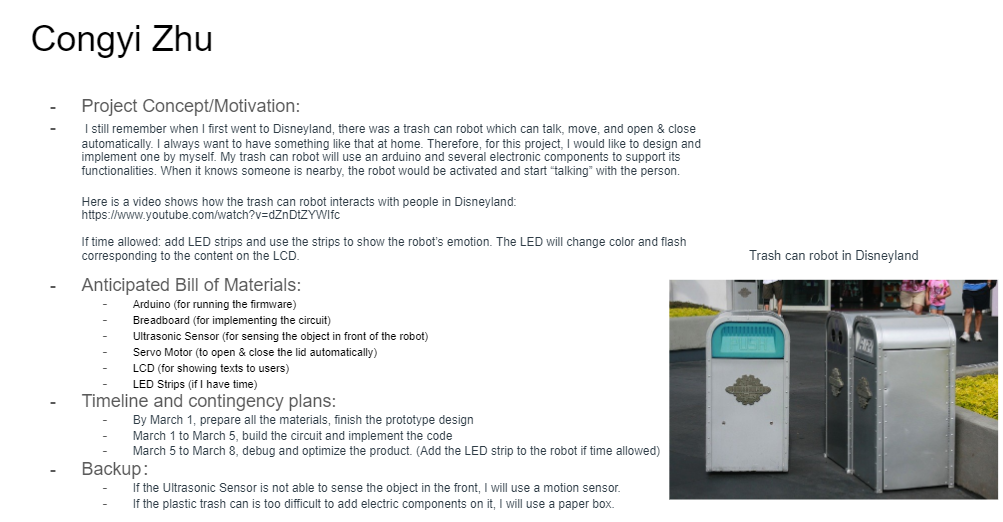 Congyi Zhu
- Project Concept/Motivation:
- I still remember when I first went to Disneyland, there was a trash can robot which can talk, move, and open & close
automatically. I always want to have something like that at home. Therefore, for this project, I would like to design and
implement one by myself. My trash can robot will use an arduino and several electronic components to support its
functionalities. When it knows someone is nearby, the robot would be activated and start “talking” with the person.
Here is a video shows how the trash can robot interacts with people in Disneyland:
https://www.youtube.com/watch?v=dZnDtZYWIfc
If time allowed: add LED strips and use the strips to show the robot’s emotion. The LED will change color and flash
corresponding to the content on the LCD.
- Anticipated Bill of Materials:
- Arduino (for running the firmware)
- Breadboard (for implementing the circuit)
- Ultrasonic Sensor (for sensing the object in front of the robot)
- Servo Motor (to open & close the lid automatically)
- LCD (for showing texts to users)
- LED Strips (if I have time)
- Timeline and contingency plans:
- By March 1, prepare all the materials, finish the prototype design
- March 1 to March 5, build the circuit and implement the code
- March 5 to March 8, debug and optimize the product. (Add the LED strip to the robot if time allowed)
- Backup：
- If the Ultrasonic Sensor is not able to sense the object in the front, I will use a motion sensor.
- If the plastic trash can is too difficult to add electric components on it, I will use a paper box.
Trash can robot in Disneyland